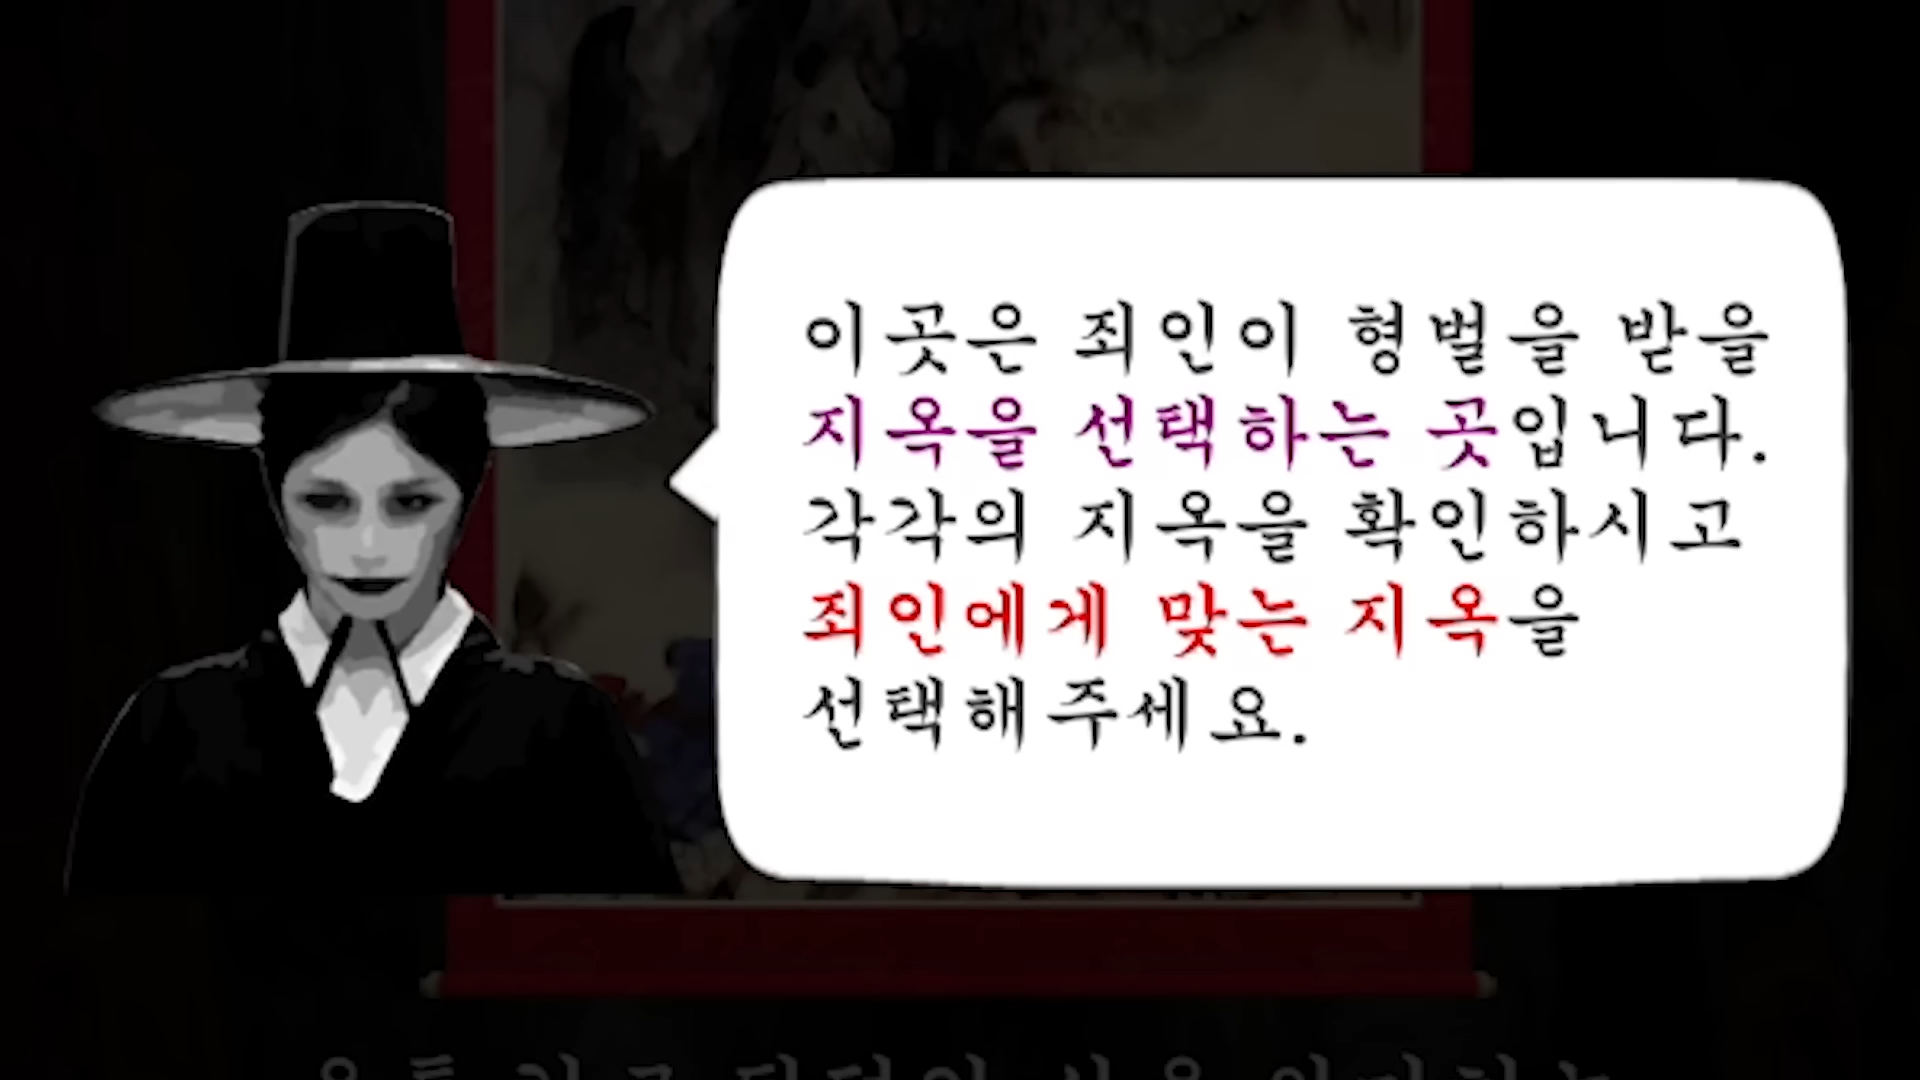 이곳은 죄인이 형벌을 받을
지옥을 선택하는 곳입니다.
각각의 지옥을 확인하시고
죄인에게 맞는 지옥을
선택해주세요.